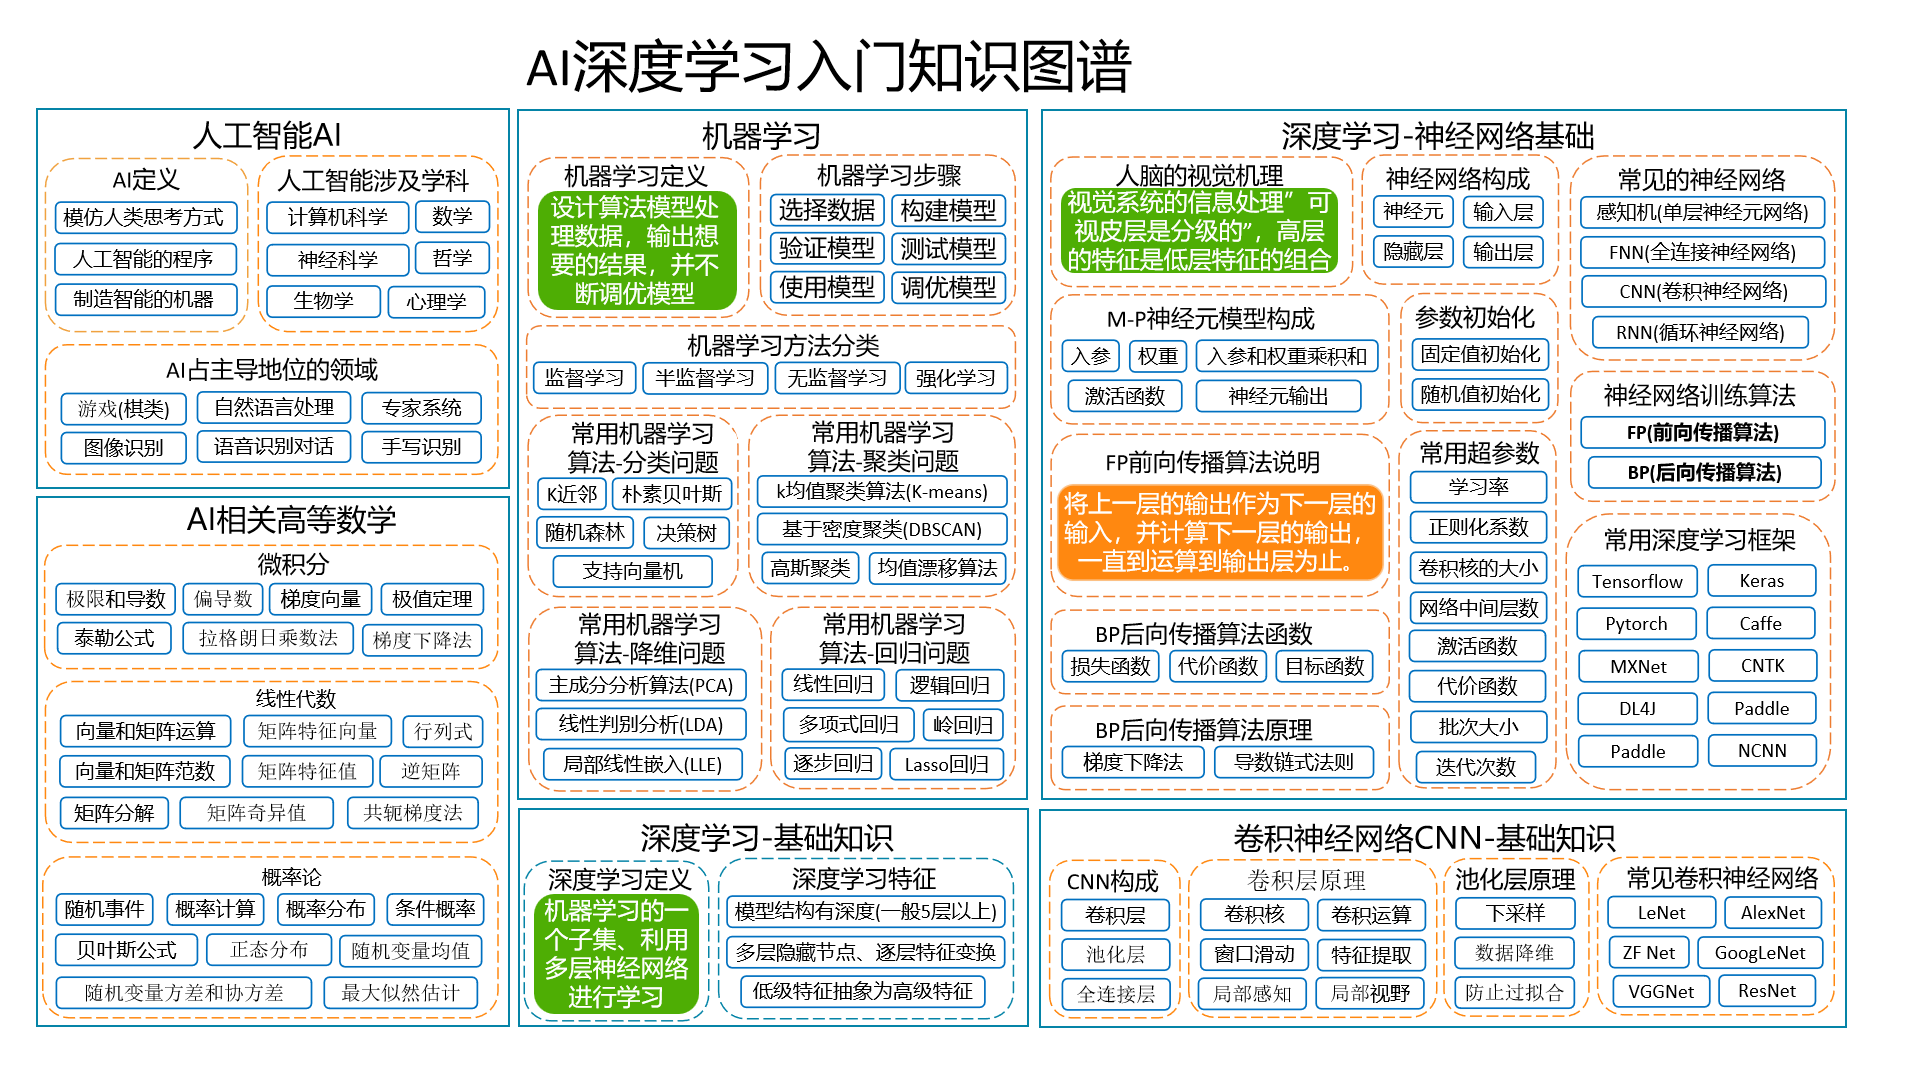 AI深度学习入门知识图谱
人工智能AI
AI定义
模仿人类思考方式
人工智能的程序
制造智能的机器
人工智能涉及学科
计算机科学
数学
神经科学
哲学
生物学
心理学
AI占主导地位的领域
游戏(棋类)
自然语言处理
专家系统
图像识别
语音识别对话
手写识别
AI相关高等数学
微积分
极限和导数
偏导数
梯度向量
极值定理
泰勒公式
拉格朗日乘数法
梯度下降法
线性代数
向量和矩阵运算
矩阵特征向量
行列式
向量和矩阵范数
矩阵特征值
逆矩阵
矩阵分解
矩阵奇异值
共轭梯度法
概率论
随机事件
概率计算
概率分布
条件概率
贝叶斯公式
正态分布
随机变量均值
随机变量方差和协方差
最大似然估计
机器学习
机器学习定义
设计算法模型处
理数据，输出想
要的结果，并不
断调优模型
机器学习步骤
选择数据
构建模型
验证模型
测试模型
使用模型
调优模型
机器学习方法分类
监督学习
半监督学习
无监督学习
强化学习
常用机器学习
算法-分类问题
K近邻
朴素贝叶斯
随机森林
决策树
支持向量机
常用机器学习
算法-聚类问题
k均值聚类算法(K-means)
基于密度聚类(DBSCAN)
高斯聚类
均值漂移算法
常用机器学习
算法-降维问题
主成分分析算法(PCA)
线性判别分析(LDA)
局部线性嵌入(LLE)
常用机器学习
算法-回归问题
线性回归
逻辑回归
多项式回归
岭回归
逐步回归
Lasso回归
深度学习-基础知识
深度学习定义
机器学习的一
个子集、利用
多层神经网络
进行学习
深度学习特征
模型结构有深度(一般5层以上)
多层隐藏节点、逐层特征变换
低级特征抽象为高级特征
深度学习-神经网络基础
人脑的视觉机理
视觉系统的信息处理”可
视皮层是分级的”，高层
的特征是低层特征的组合
神经网络构成
神经元
输入层
隐藏层
输出层
常见的神经网络
感知机(单层神经元网络)
FNN(全连接神经网络)
CNN(卷积神经网络)
RNN(循环神经网络)
M-P神经元模型构成
入参
权重
入参和权重乘积和
激活函数
神经元输出
参数初始化
固定值初始化
随机值初始化
神经网络训练算法
FP(前向传播算法)
BP(后向传播算法)
FP前向传播算法说明
将上一层的输出作为下一层的
输入，并计算下一层的输出，
一直到运算到输出层为止。
常用超参数
学习率
正则化系数
卷积核的大小
网络中间层数
激活函数
代价函数
批次大小
迭代次数
常用深度学习框架
Tensorflow
Keras
Pytorch
Caffe
MXNet
CNTK
DL4J
Paddle
Paddle
NCNN
BP后向传播算法函数
损失函数
代价函数
目标函数
BP后向传播算法原理
梯度下降法
导数链式法则
卷积神经网络CNN-基础知识
CNN构成
卷积层
池化层
全连接层
卷积层原理
卷积核
卷积运算
窗口滑动
特征提取
局部感知
局部视野
池化层原理
下采样
数据降维
防止过拟合
常见卷积神经网络
LeNet
AlexNet
ZF Net
GoogLeNet
VGGNet
ResNet